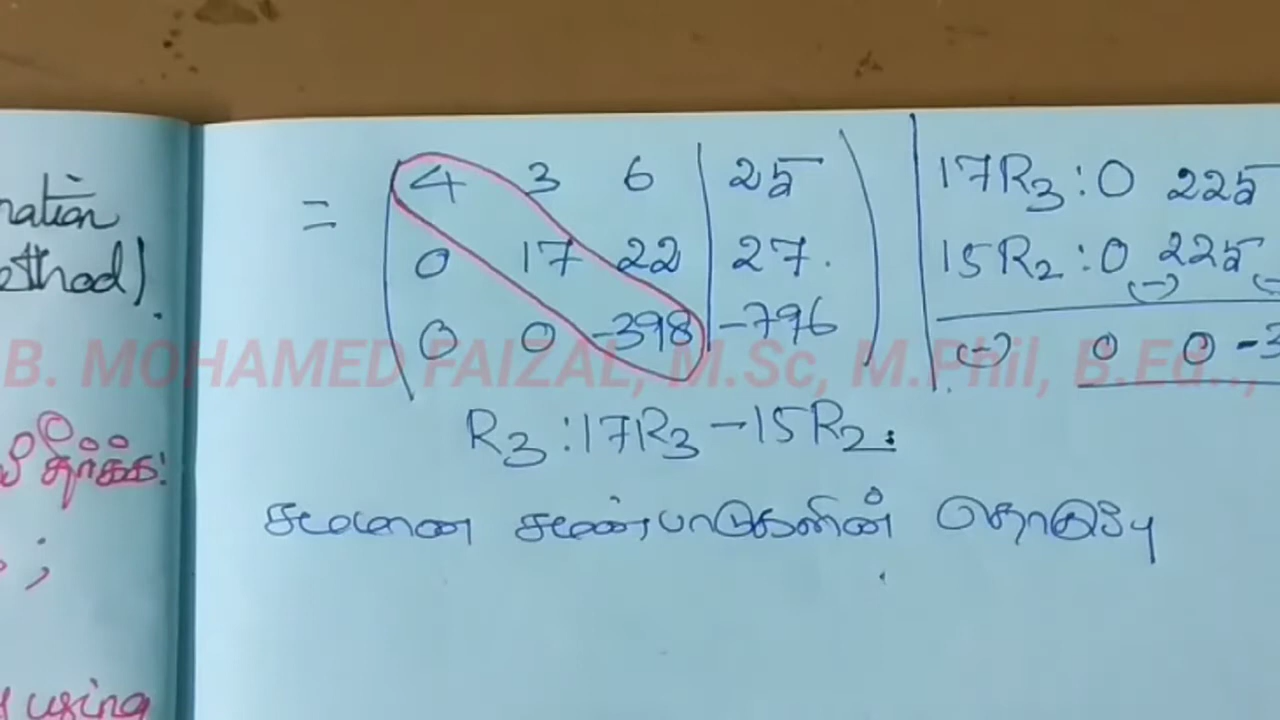 nation
ethod).
தீர்க்க:
;
using
= 4 3 6 | 25
0 17 22 | 27.
0 0 -398 | -796
R3 : 17R3 - 15R2 :
சமமான சமன்பாடுகளின் தொகுப்பு
17R3 : 0 225
15R2 : 0 225
(-) (-)
(-) 0 0 -3
B. MOHAMED FAIZAL, M.Sc, M.Phil, B.Ed..,